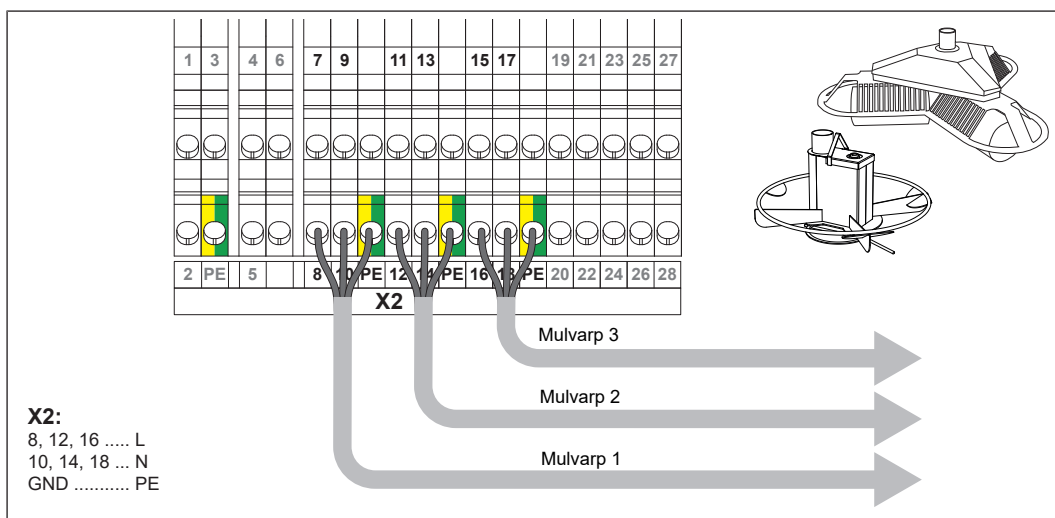 1 3 4 6 7 9 11 13 15 17 19 21 23 25 27
2 PE 5 8 10 PE 12 14 PE 16 18 PE 20 22 24 26 28
X2
Mulvarp 3
Mulvarp 2
Mulvarp 1
X2:
8, 12, 16 ..... L
10, 14, 18 ... N
GND ........... PE